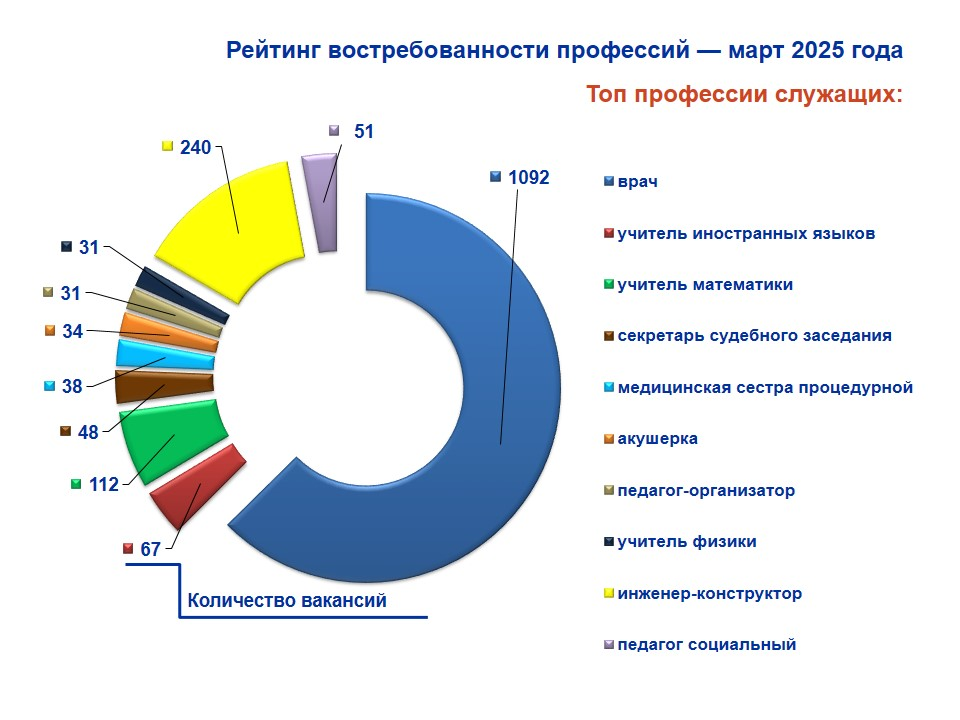 Рейтинг востребованности профессий — март 2025 года
Топ профессии служащих:
51
240
1092
31
31
34
38
48
112
67
Количество вакансий
врач
учитель иностранных языков
учитель математики
секретарь судебного заседания
медицинская сестра процедурной
акушерка
педагог-организатор
учитель физики
инженер-конструктор
педагог социальный